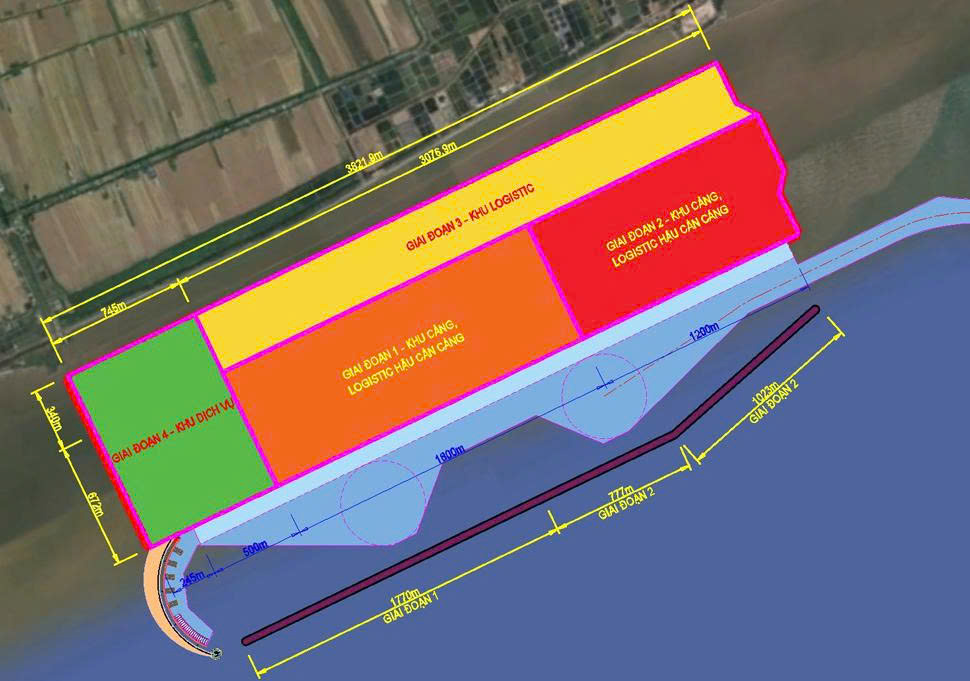 3821.9m
3076.9m
745m
340m
672m
GIAI ĐOẠN 3 - KHU LOGISTIC
GIAI ĐOẠN 2 - KHU CẢNG,
LOGISTIC HẬU CẦN CẢNG
GIAI ĐOẠN 1 - KHU CẢNG,
LOGISTIC HẬU CẦN CẢNG
GIAI ĐOẠN 4 - KHU DỊCH VỤ
1200m
1800m
500m
245m
1023m
GIAI ĐOẠN 2
777m
GIAI ĐOẠN 2
1770m
GIAI ĐOẠN 1